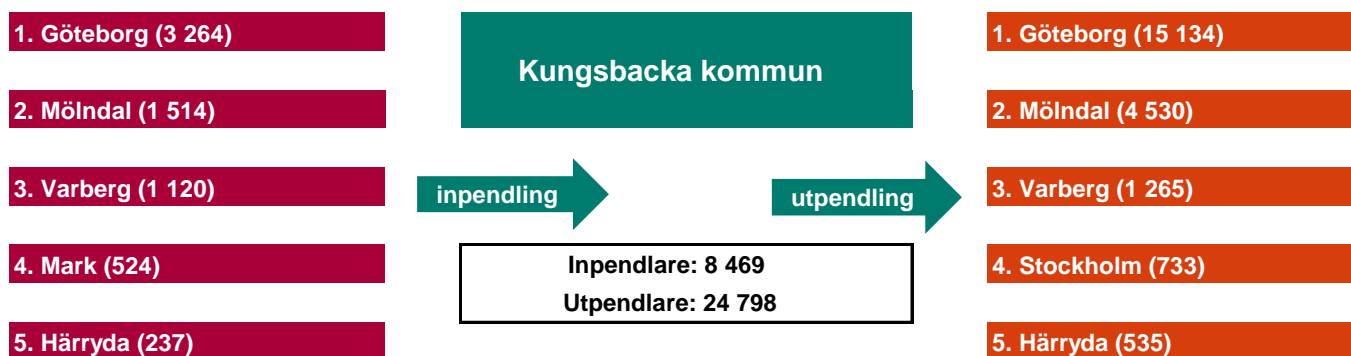 1. Göteborg (3 264)
2. Mölndal (1 514)
3. Varberg (1 120)
4. Mark (524)
5. Härryda (237)
Kungsbacka kommun
inpendling
utpendling
Inpendlare: 8 469
Utpendlare: 24 798
1. Göteborg (15 134)
2. Mölndal (4 530)
3. Varberg (1 265)
4. Stockholm (733)
5. Härryda (535)